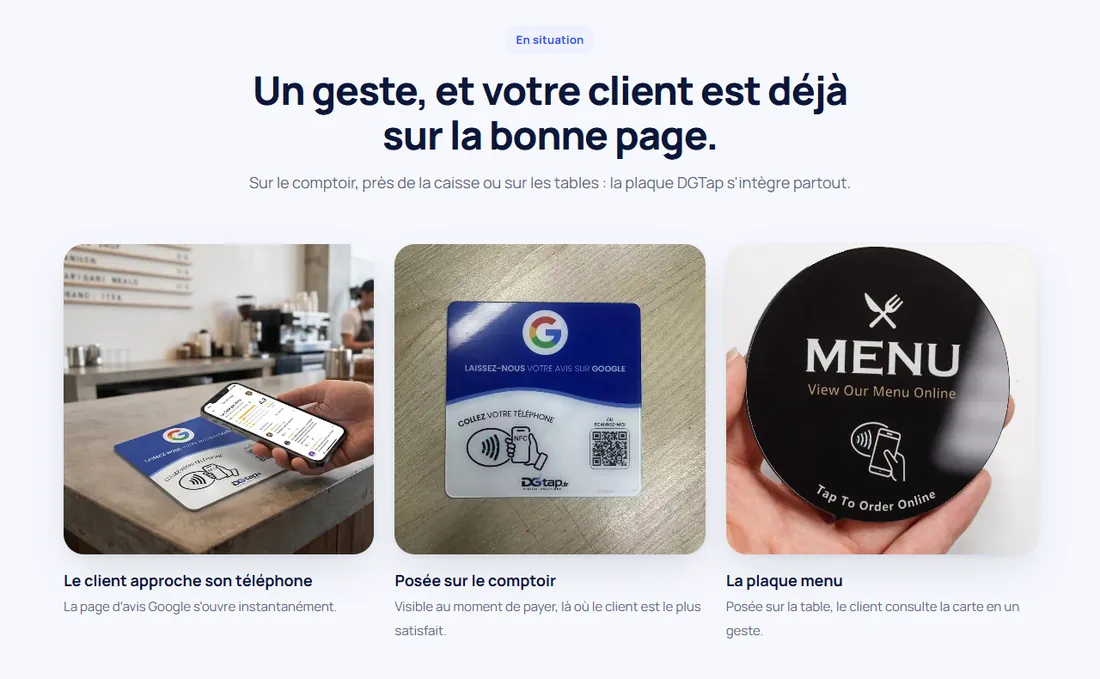 En situation
Un geste, et votre client est déjà
sur la bonne page.
Sur le comptoir, près de la caisse ou sur les tables : la plaque DGTap s'intègre partout.
LAISSEZ-NOUS VOTRE AVIS SUR GOOGLE
COLLEZ VOTRE TÉLÉPHONE
NFC
OU
SCANNEZ-MOI
DGtap.fr
MENU
View Our Menu Online
Tap To Order Online
Le client approche son téléphone
La page d'avis Google s'ouvre instantanément.
Posée sur le comptoir
Visible au moment de payer, là où le client est le plus
satisfait.
La plaque menu
Posée sur la table, le client consulte la carte en un
geste.